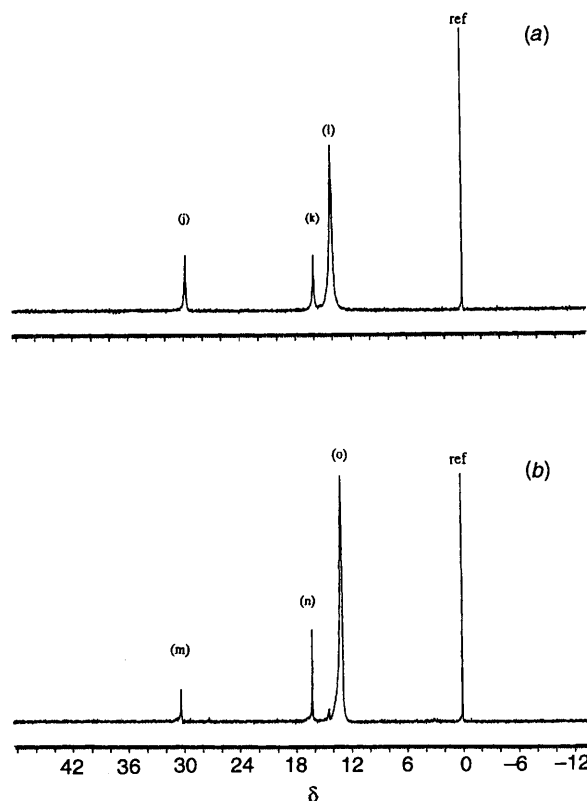 ref
(a)
(l)
(j)
(k)
(o)
ref
(b)
(n)
(m)
42 36 30 24 18 12 6 0 −6 −12
δ